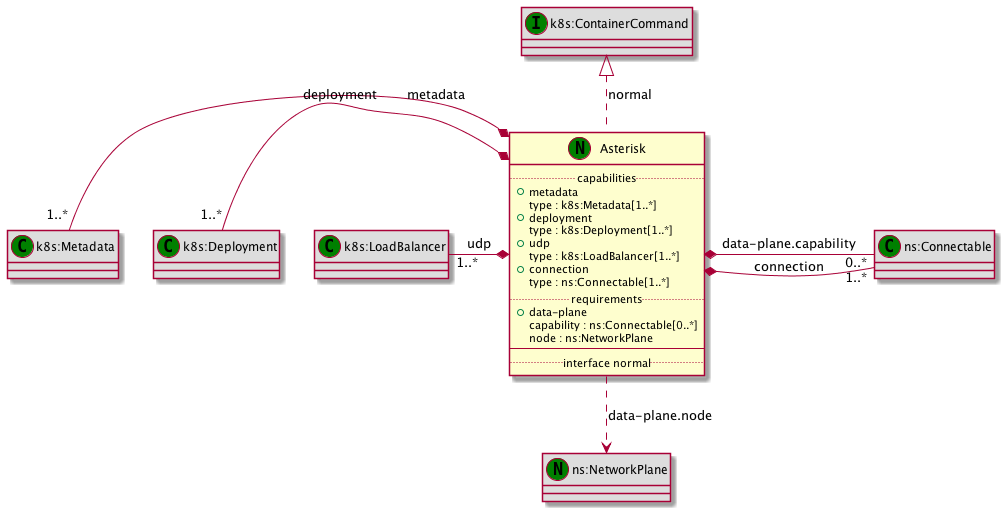 I k8s:ContainerCommand
normal
deployment
metadata
N Asterisk
capabilities
metadata
type : k8s:Metadata[1..*]
deployment
type : k8s:Deployment[1..*]
udp
type : k8s:LoadBalancer[1..*]
connection
type : ns:Connectable[1..*]
requirements
data-plane
capability : ns:Connectable[0..*]
node : ns:NetworkPlane
interface normal
1..*
1..*
C k8s:Metadata
C k8s:Deployment
C k8s:LoadBalancer
udp
1..*
data-plane.capability
0..*
connection
1..*
C ns:Connectable
data-plane.node
N ns:NetworkPlane